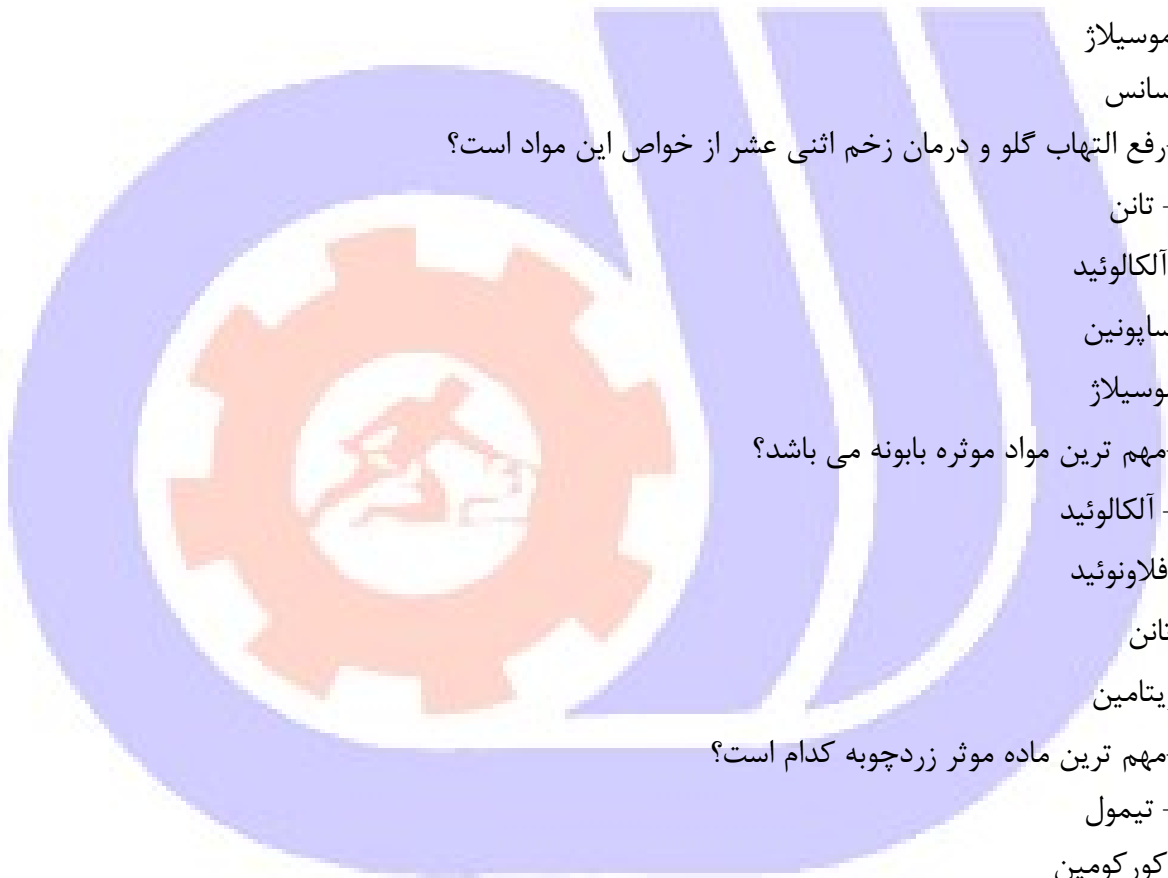 موسیلاژ
سانس
-رفع التهاب گلو و درمان زخم اثنی عشر از خواص این مواد است؟
- تانن
آلکالوئید
ساپونین
موسیلاژ
-مهم ترین مواد موثره بابونه می باشد؟
- آلکالوئید
فلاونوئید
تانن
یتامین
-مهم ترین ماده موثر زردچوبه کدام است؟
- تیمول
کورکومین